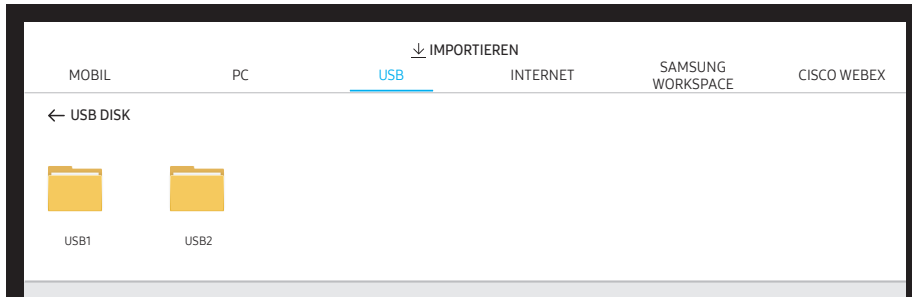 IMPORTIEREN
MOBIL
PC
USB
INTERNET
SAMSUNG
WORKSPACE
CISCO WEBEX
USB DISK
USB1
USB2